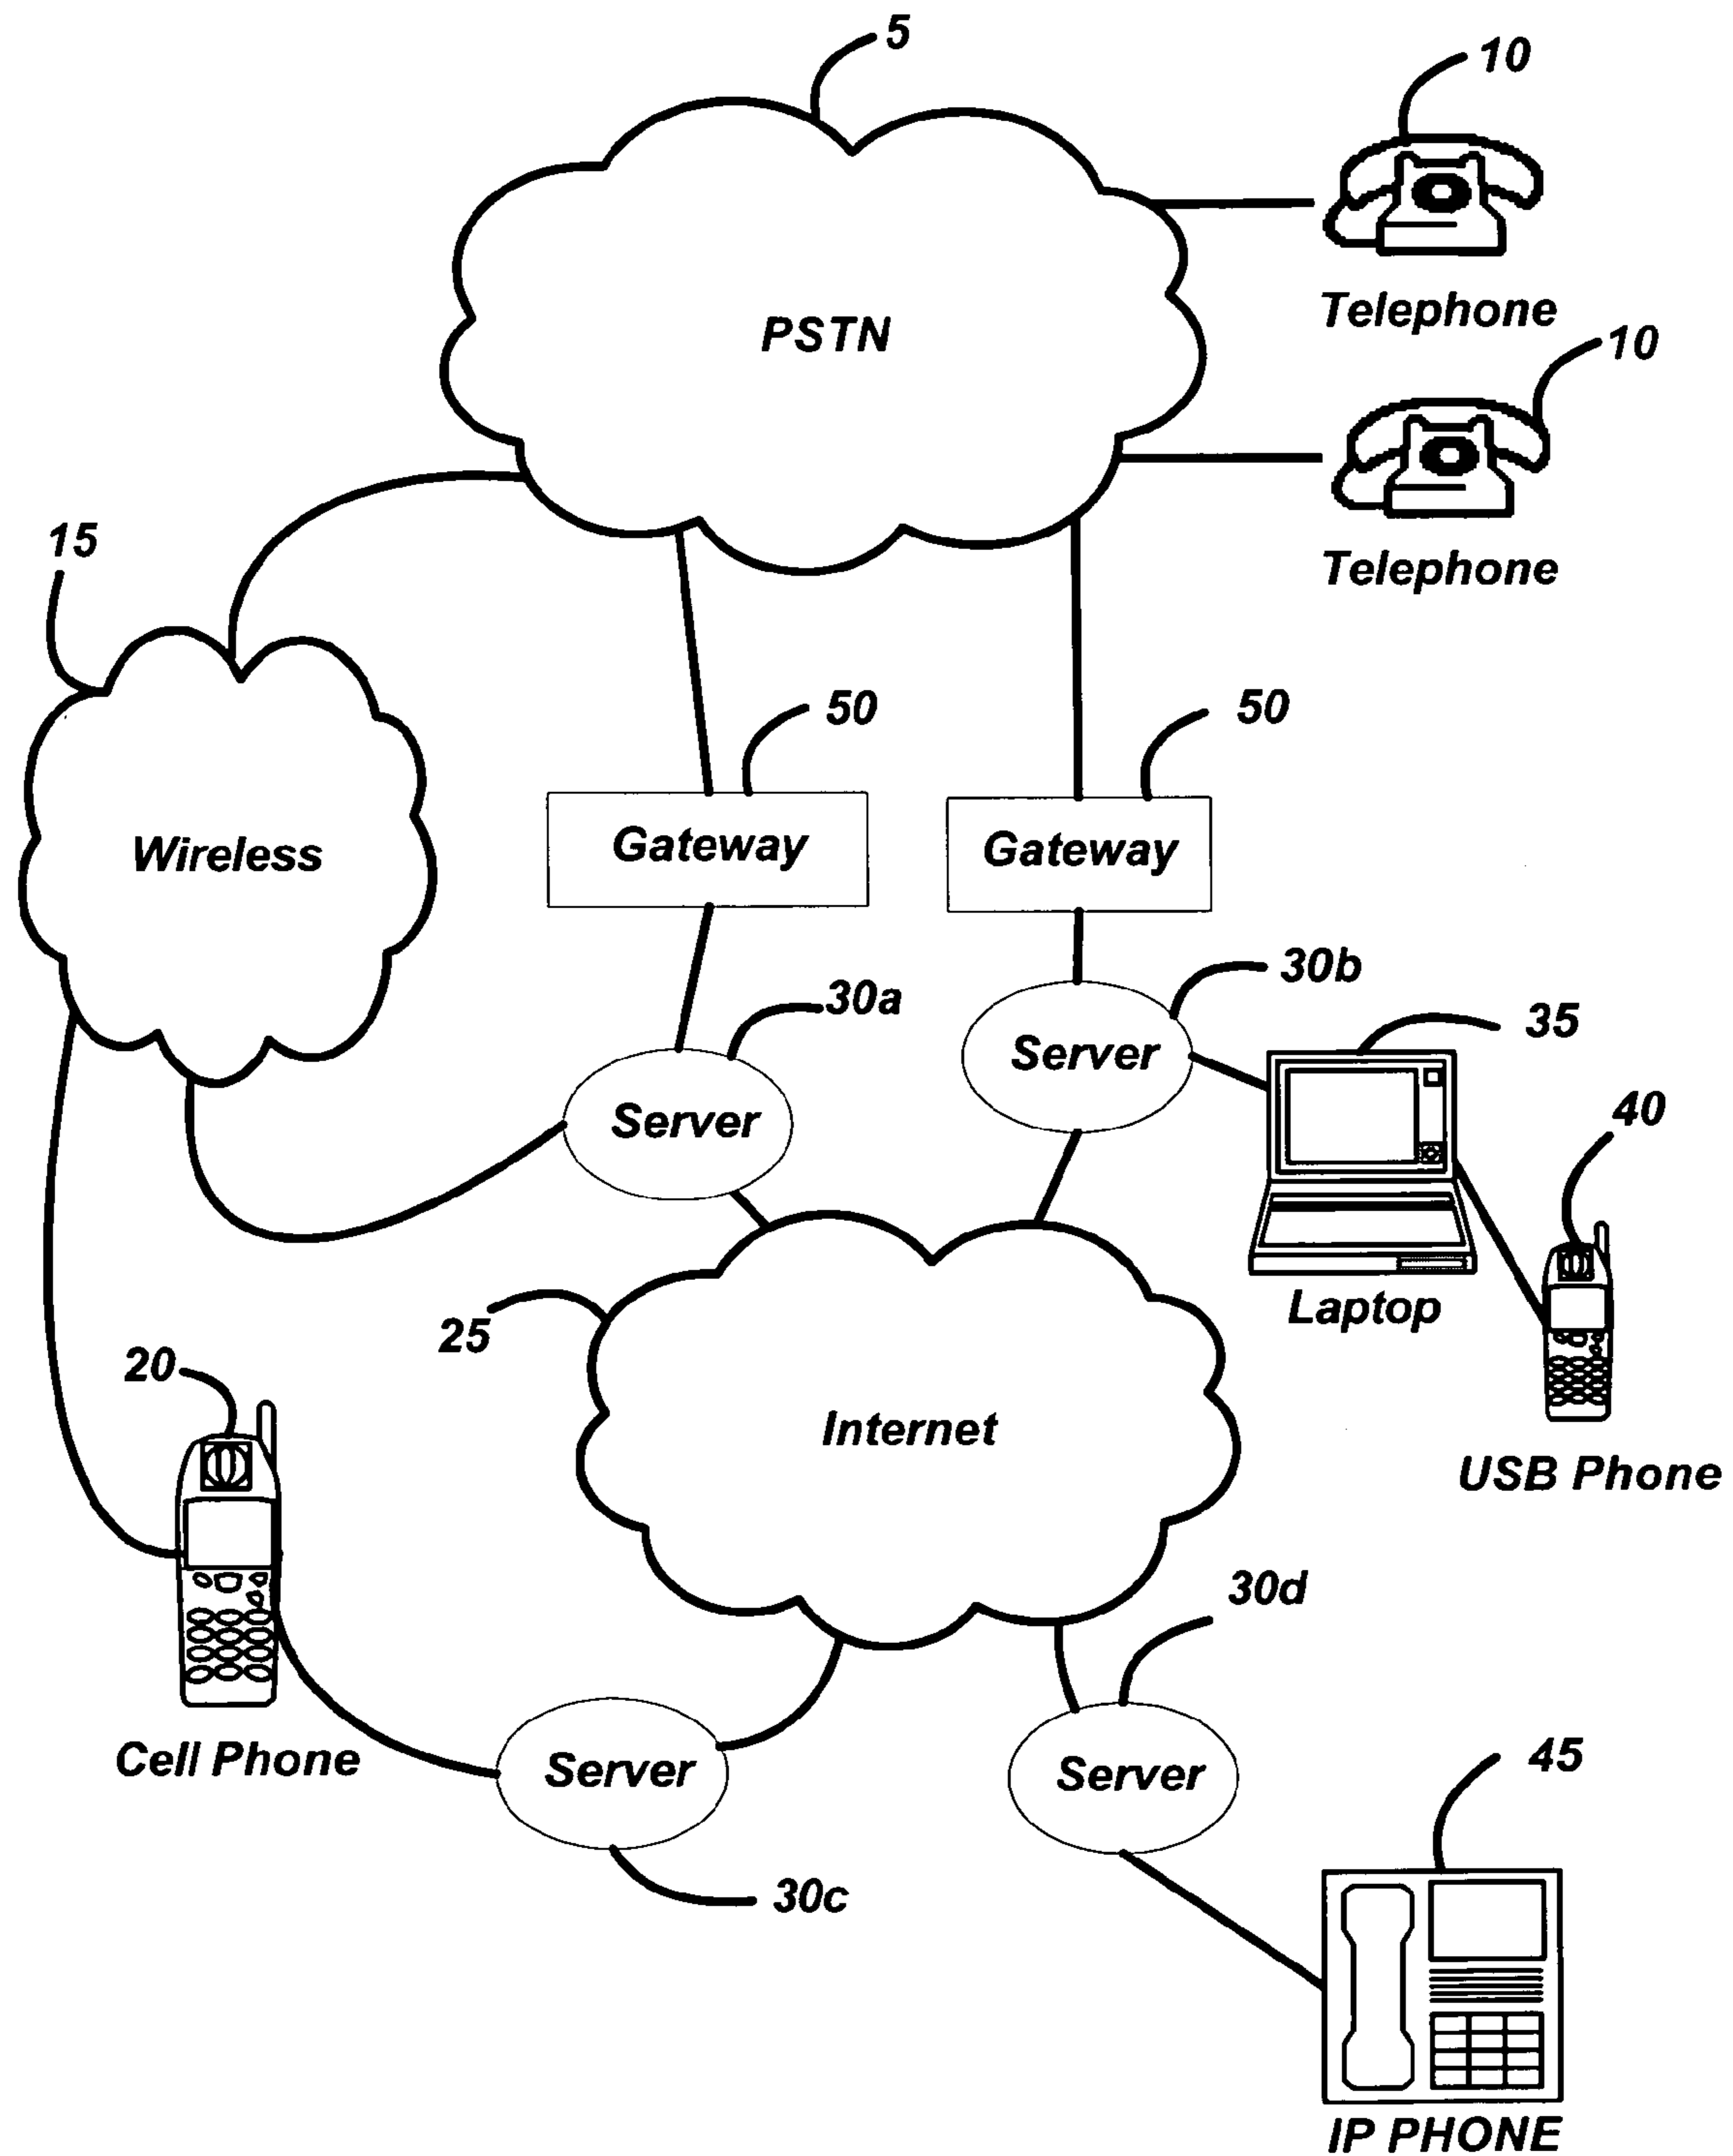 5
10
Telephone
PSTN
10
Telephone
15
50
50
Wireless
Gateway
Gateway
30a
30b
35
Server
Server
40
25
Laptop
20
Internet
USB Phone
30d
Cell Phone
Server
Server
45
30c
IP PHONE